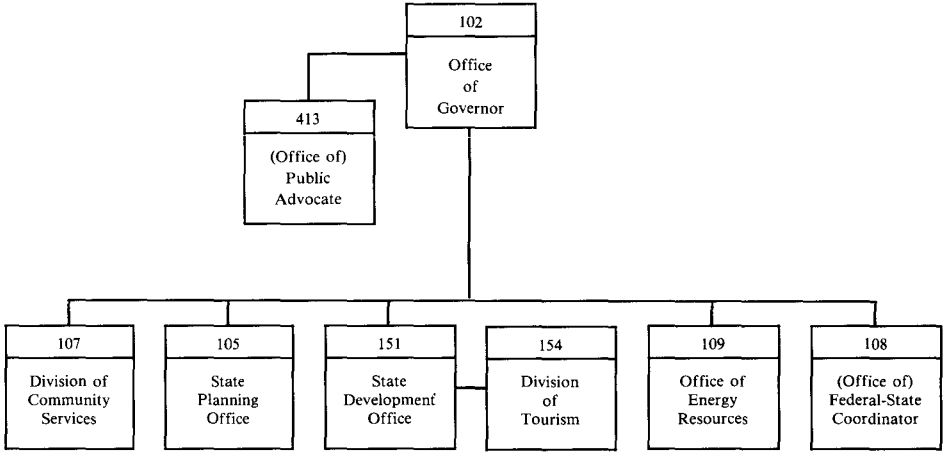 102
Office
of
Governor
413
(Office of)
Public
Advocate
107
Division of
Community
Services
105
State
Planning
Office
151
State
Development
Office
154
Division
of
Tourism
109
Office of
Energy
Resources
108
(Office of)
Federal-State
Coordinator